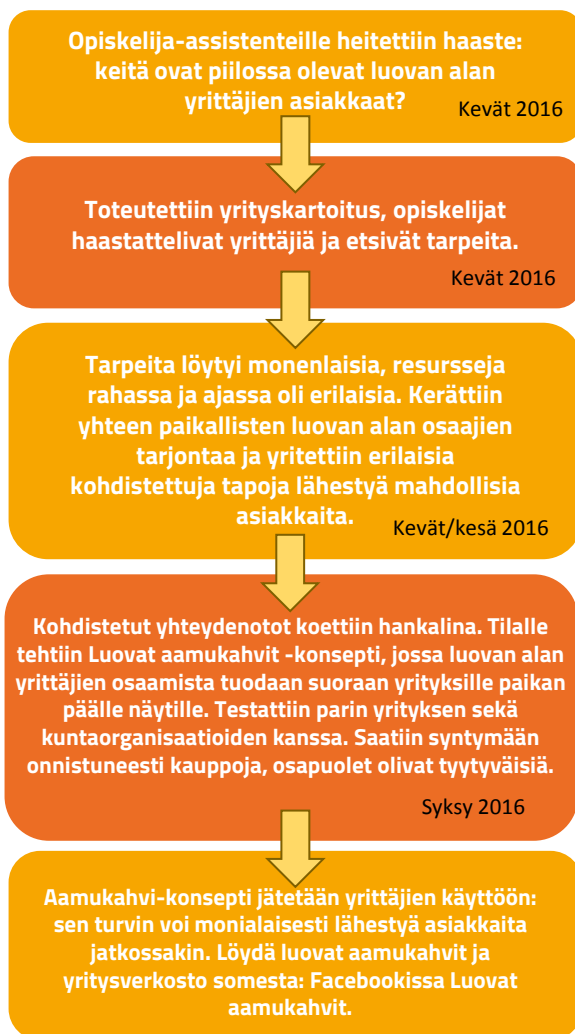 Opiskelija-assistenteille heitettiin haaste:
keitä ovat piilossa olevat luovan alan
yrittäjien asiakkaat?
Kevät 2016
Toteutettiin yrityskartoitus, opiskelijat
haastattelivat yrittäjiä ja etsivät tarpeita.
Kevät 2016
Tarpeita löytyi monenlaisia, resursseja
rahassa ja ajassa oli erilaisia. Kerättiin
yhteen paikallisten luovan alan osaajien
tarjontaa ja yritettiin erilaisia
kohdistettuja tapoja lähestyä mahdollisia
asiakkaita.
Kevät/kesä 2016
Kohdistetut yhteydenotot koettiin hankalina. Tilalle
tehtiin Luovat aamukahvit -konsepti, jossa luovan alan
yrittäjien osaamista tuodaan suoraan yrityksille paikan
päälle näytille. Testattiin parin yrityksen sekä
kuntaorganisaatioiden kanssa. Saatiin syntymään
onnistuneesti kauppoja, osapuolet olivat tyytyväisiä.
Syksy 2016
Aamukahvi-konsepti jätetään yrittäjien käyttöön:
sen turvin voi monialaisesti lähestyä asiakkaita
jatkossakin. Löydä luovat aamukahvit ja
yritysverkosto somesta: Facebookissa Luovat
aamukahvit.